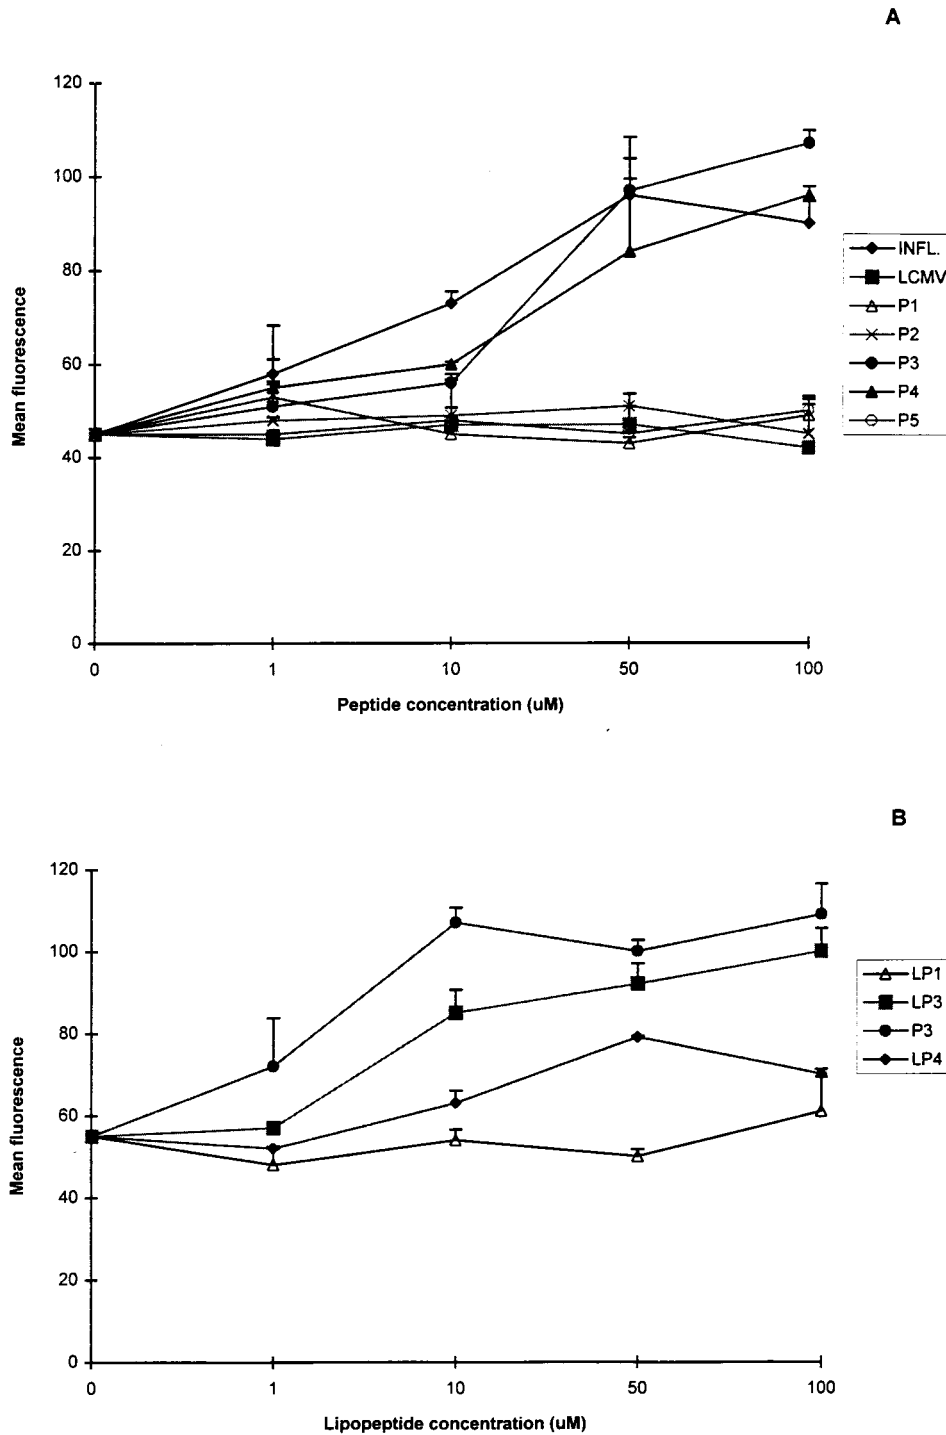 A
120
100
80
60
40
20
0
Mean fluorescence
0 1 10 50 100
Peptide concentration (uM)
INFL.
LCMV
P1
P2
P3
P4
P5
B
120
100
80
60
40
20
0
Mean fluorescence
0 1 10 50 100
Lipopeptide concentration (uM)
LP1
LP3
P3
LP4